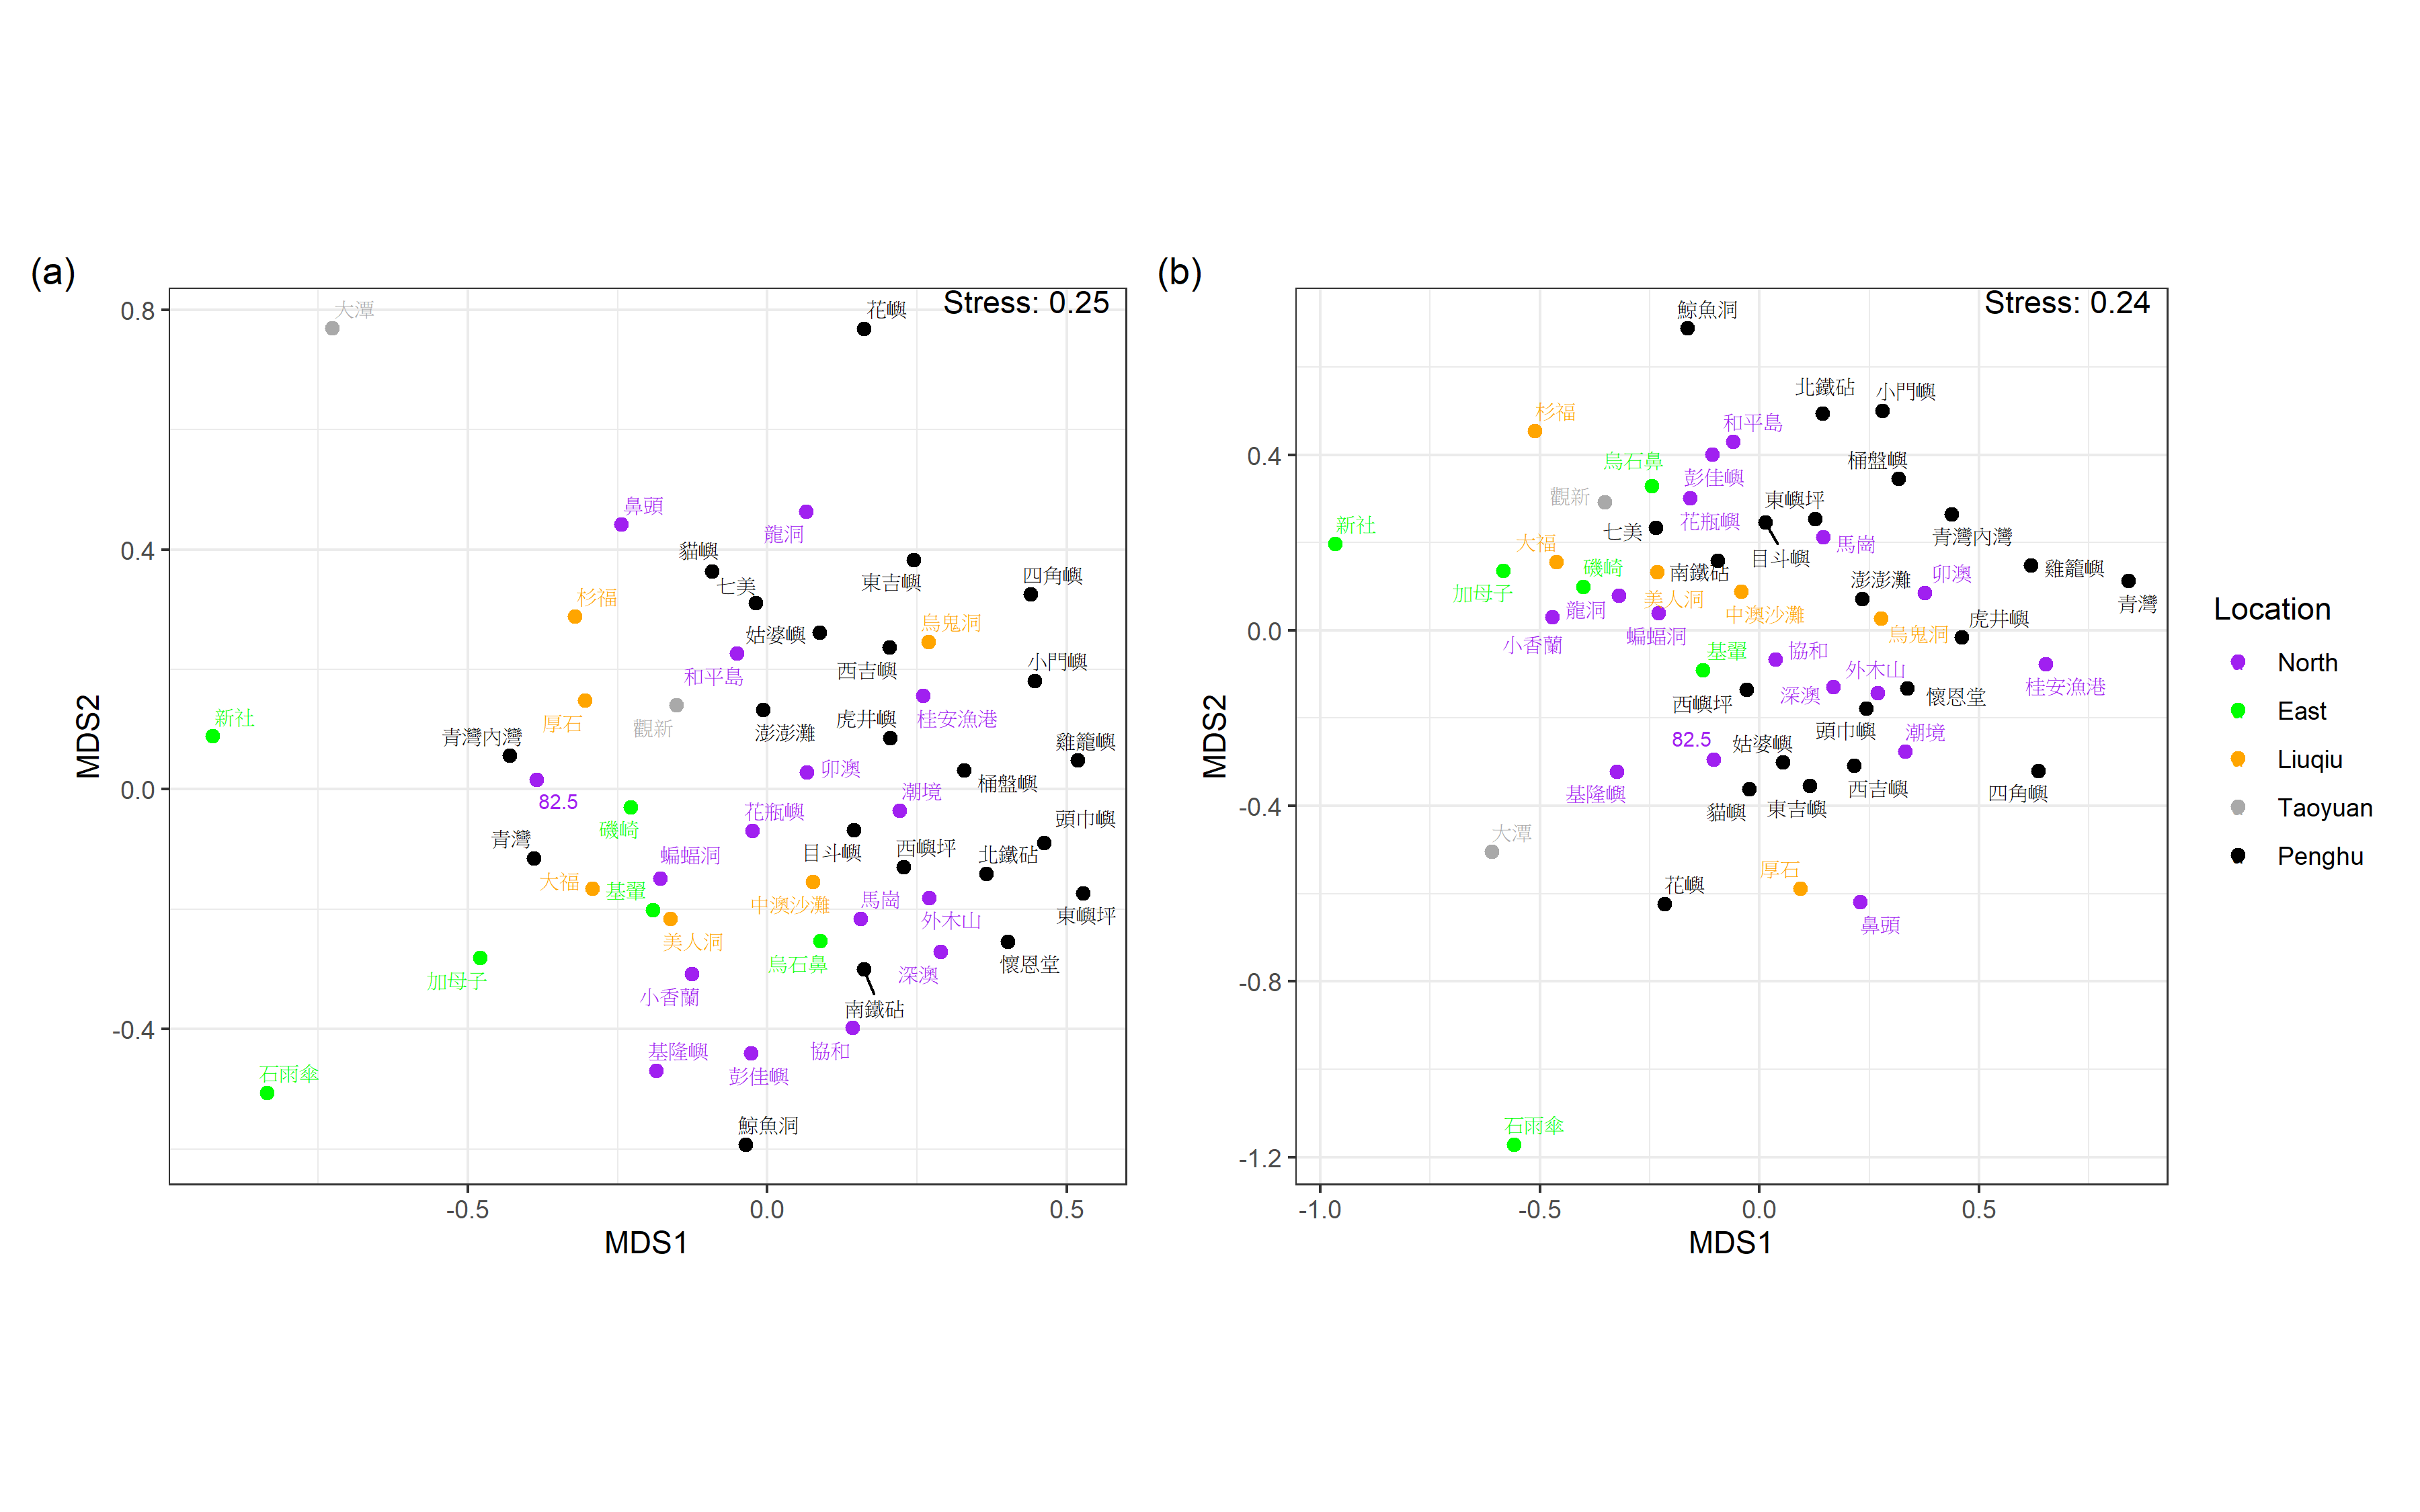 (a)
Stress: 0.25
大潭
花嶼
鼻頭
龍洞
貓嶼
七美
東吉嶼
四角嶼
杉福
姑婆嶼
烏鬼洞
西吉嶼
小門嶼
和平島
厚石
觀新
澎澎灘
虎井嶼
桂安漁港
新社
青灣內灣
雞籠嶼
82.5
卯澳
桶盤嶼
潮境
磯崎
花瓶嶼
頭巾嶼
青灣
蝙蝠洞
目斗嶼
西嶼坪
北鐵砧
大福
基翬
中澳沙灘
馬崗
東嶼坪
美人洞
外木山
加母子
烏石鼻
深澳
懷恩堂
小香蘭
南鐵砧
基隆嶼
彭佳嶼
協和
石雨傘
鯨魚洞
0.8
0.4
0.0
-0.4
MDS2
-0.5
0.0
0.5
MDS1
(b)
Stress: 0.24
鯨魚洞
北鐵砧
小門嶼
杉福
和平島
烏石鼻
彭佳嶼
桶盤嶼
觀新
花瓶嶼
東嶼坪
新社
七美
目斗嶼
馬崗
青灣內灣
大福
南鐵砧
澎澎灘
卯澳
雞籠嶼
青灣
加母子
磯崎
龍洞
美人洞
中澳沙灘
烏鬼洞
虎井嶼
小香蘭
蝙蝠洞
基翬
協和
外木山
桂安漁港
西嶼坪
深澳
懷恩堂
82.5
姑婆嶼
頭巾嶼
潮境
基隆嶼
貓嶼
東吉嶼
西吉嶼
四角嶼
大潭
花嶼
厚石
鼻頭
石雨傘
0.4
0.0
-0.4
-0.8
-1.2
MDS2
-1.0
-0.5
0.0
0.5
MDS1
Location
North
East
Liuqiu
Taoyuan
Penghu